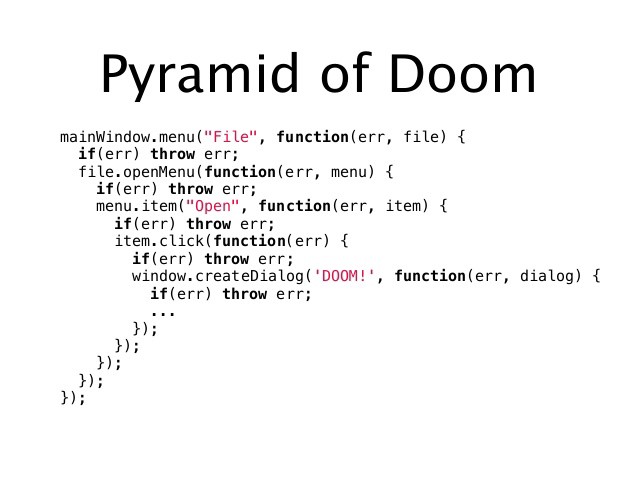 Pyramid of Doom
mainWindow.menu("File", function(err, file) {
  if(err) throw err;
  file.openMenu(function(err, menu) {
    if(err) throw err;
    menu.item("Open", function(err, item) {
      if(err) throw err;
      item.click(function(err) {
        if(err) throw err;
        window.createDialog('DOOM!', function(err, dialog) {
          if(err) throw err;
          ...
        });
      });
    });
  });
});